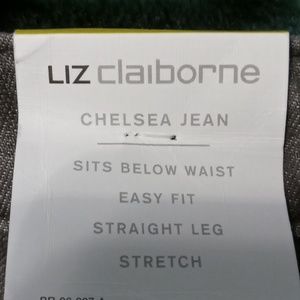 LIZ claiborne
CHELSEA JEAN
SITS BELOW WAIST
EASY FIT
STRAIGHT LEG
STRETCH